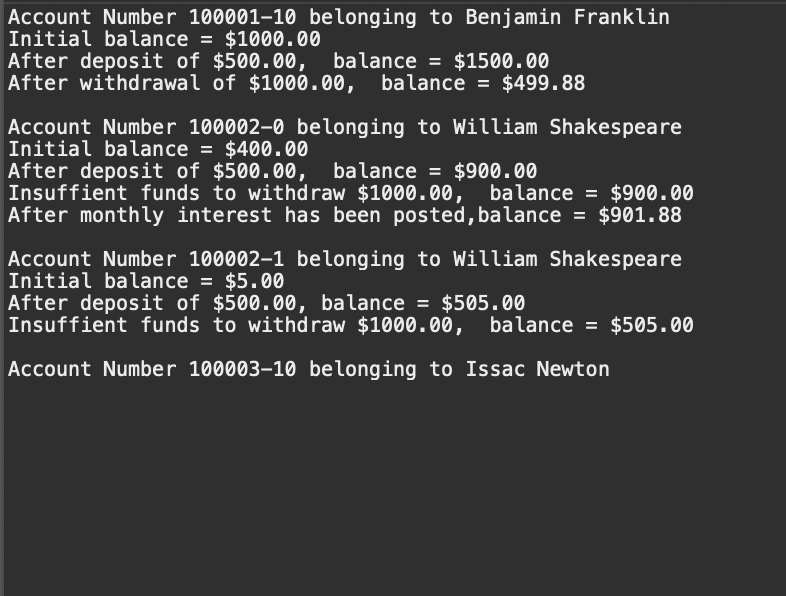 Account Number 100001-10 belonging to Benjamin Franklin
Initial balance = $1000.00
After deposit of $500.00,  balance = $1500.00
After withdrawal of $1000.00,  balance = $499.88

Account Number 100002-0 belonging to William Shakespeare
Initial balance = $400.00
After deposit of $500.00,  balance = $900.00
Insuffient funds to withdraw $1000.00,  balance = $900.00
After monthly interest has been posted,balance = $901.88

Account Number 100002-1 belonging to William Shakespeare
Initial balance = $5.00
After deposit of $500.00, balance = $505.00
Insuffient funds to withdraw $1000.00,  balance = $505.00

Account Number 100003-10 belonging to Issac Newton